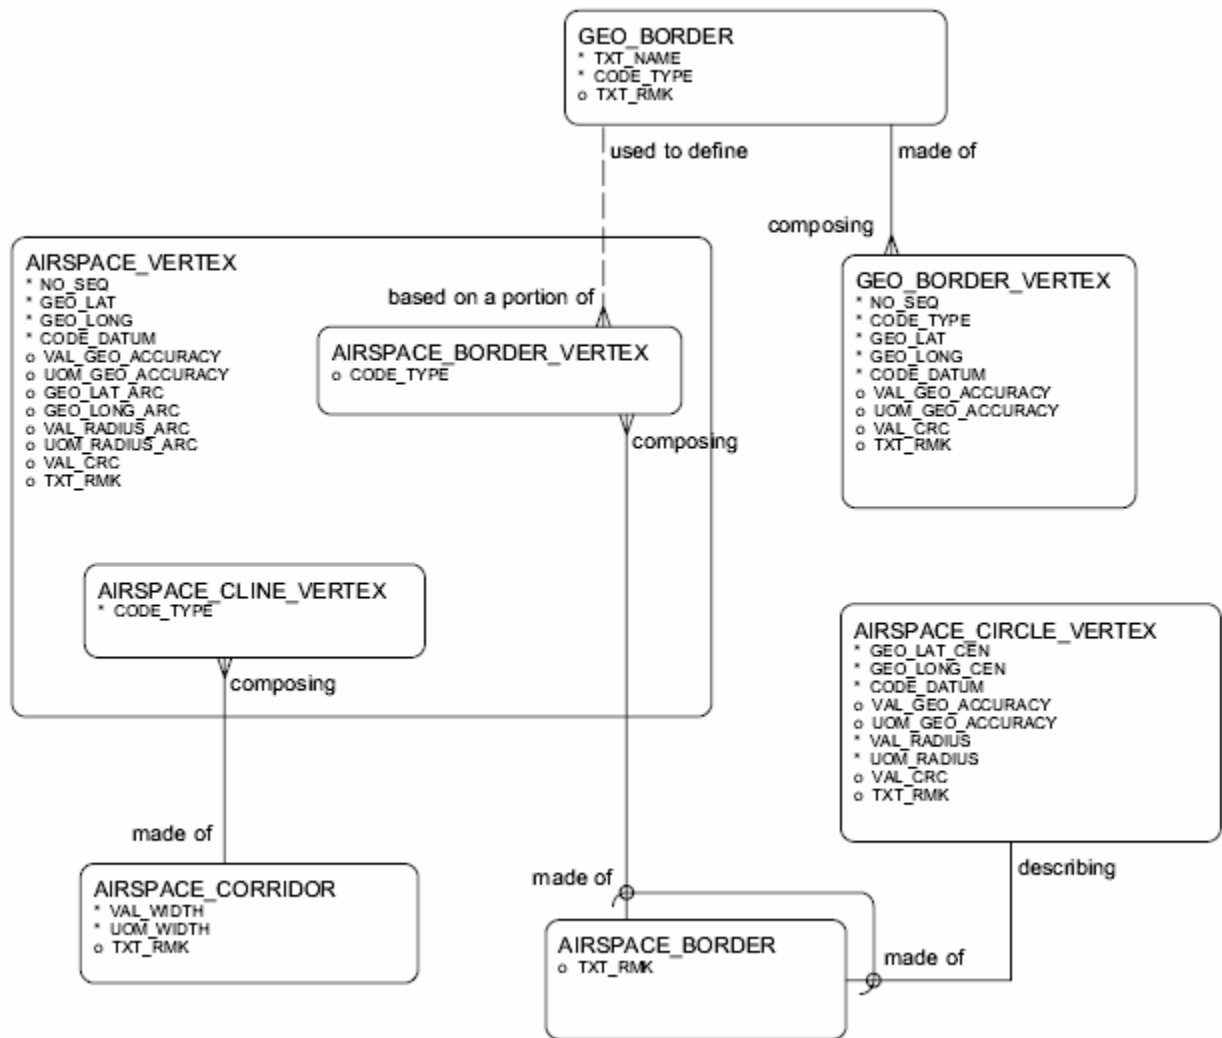 GEO_BORDER
* TXT_NAME
* CODE_TYPE
o TXT_RMK
used to define
made of
composing
AIRSPACE_VERTEX
* NO_SEQ
* GEO_LAT
* GEO_LONG
* CODE_DATUM
o VAL_GEO_ACCURACY
o UOM_GEO_ACCURACY
o GEO_LAT_ARC
o GEO_LONG_ARC
o VAL_RADIUS_ARC
o UOM_RADIUS_ARC
o VAL_CRC
o TXT_RMK
based on a portion of
AIRSPACE_BORDER_VERTEX
o CODE_TYPE
composing
GEO_BORDER_VERTEX
* NO_SEQ
* CODE_TYPE
* GEO_LAT
* GEO_LONG
* CODE_DATUM
o VAL_GEO_ACCURACY
o UOM_GEO_ACCURACY
o VAL_CRC
o TXT_RMK
AIRSPACE_CLINE_VERTEX
* CODE_TYPE
composing
made of
AIRSPACE_CORRIDOR
* VAL_WIDTH
* UOM_WIDTH
o TXT_RMK
AIRSPACE_CIRCLE_VERTEX
* GEO_LAT_CEN
* GEO_LONG_CEN
* CODE_DATUM
o VAL_GEO_ACCURACY
o UOM_GEO_ACCURACY
* VAL_RADIUS
* UOM_RADIUS
o VAL_CRC
o TXT_RMK
describing
made of
AIRSPACE_BORDER
o TXT_RMK
made of